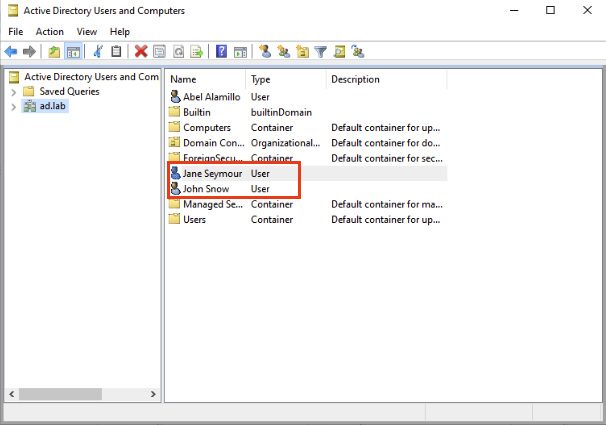 Active Directory Users and Computers
File Action View Help
Active Directory Users and Com
Saved Queries
ad.lab
Name Type Description
Abel Alamillo User
Builtin builtinDomain
Computers Container Default container for up...
Domain Con... Organizational... Default container for do...
ForeignSecu... Container Default container for sec...
Jane Seymour User
John Snow User
Managed Se... Container Default container for ma...
Users Container Default container for up...